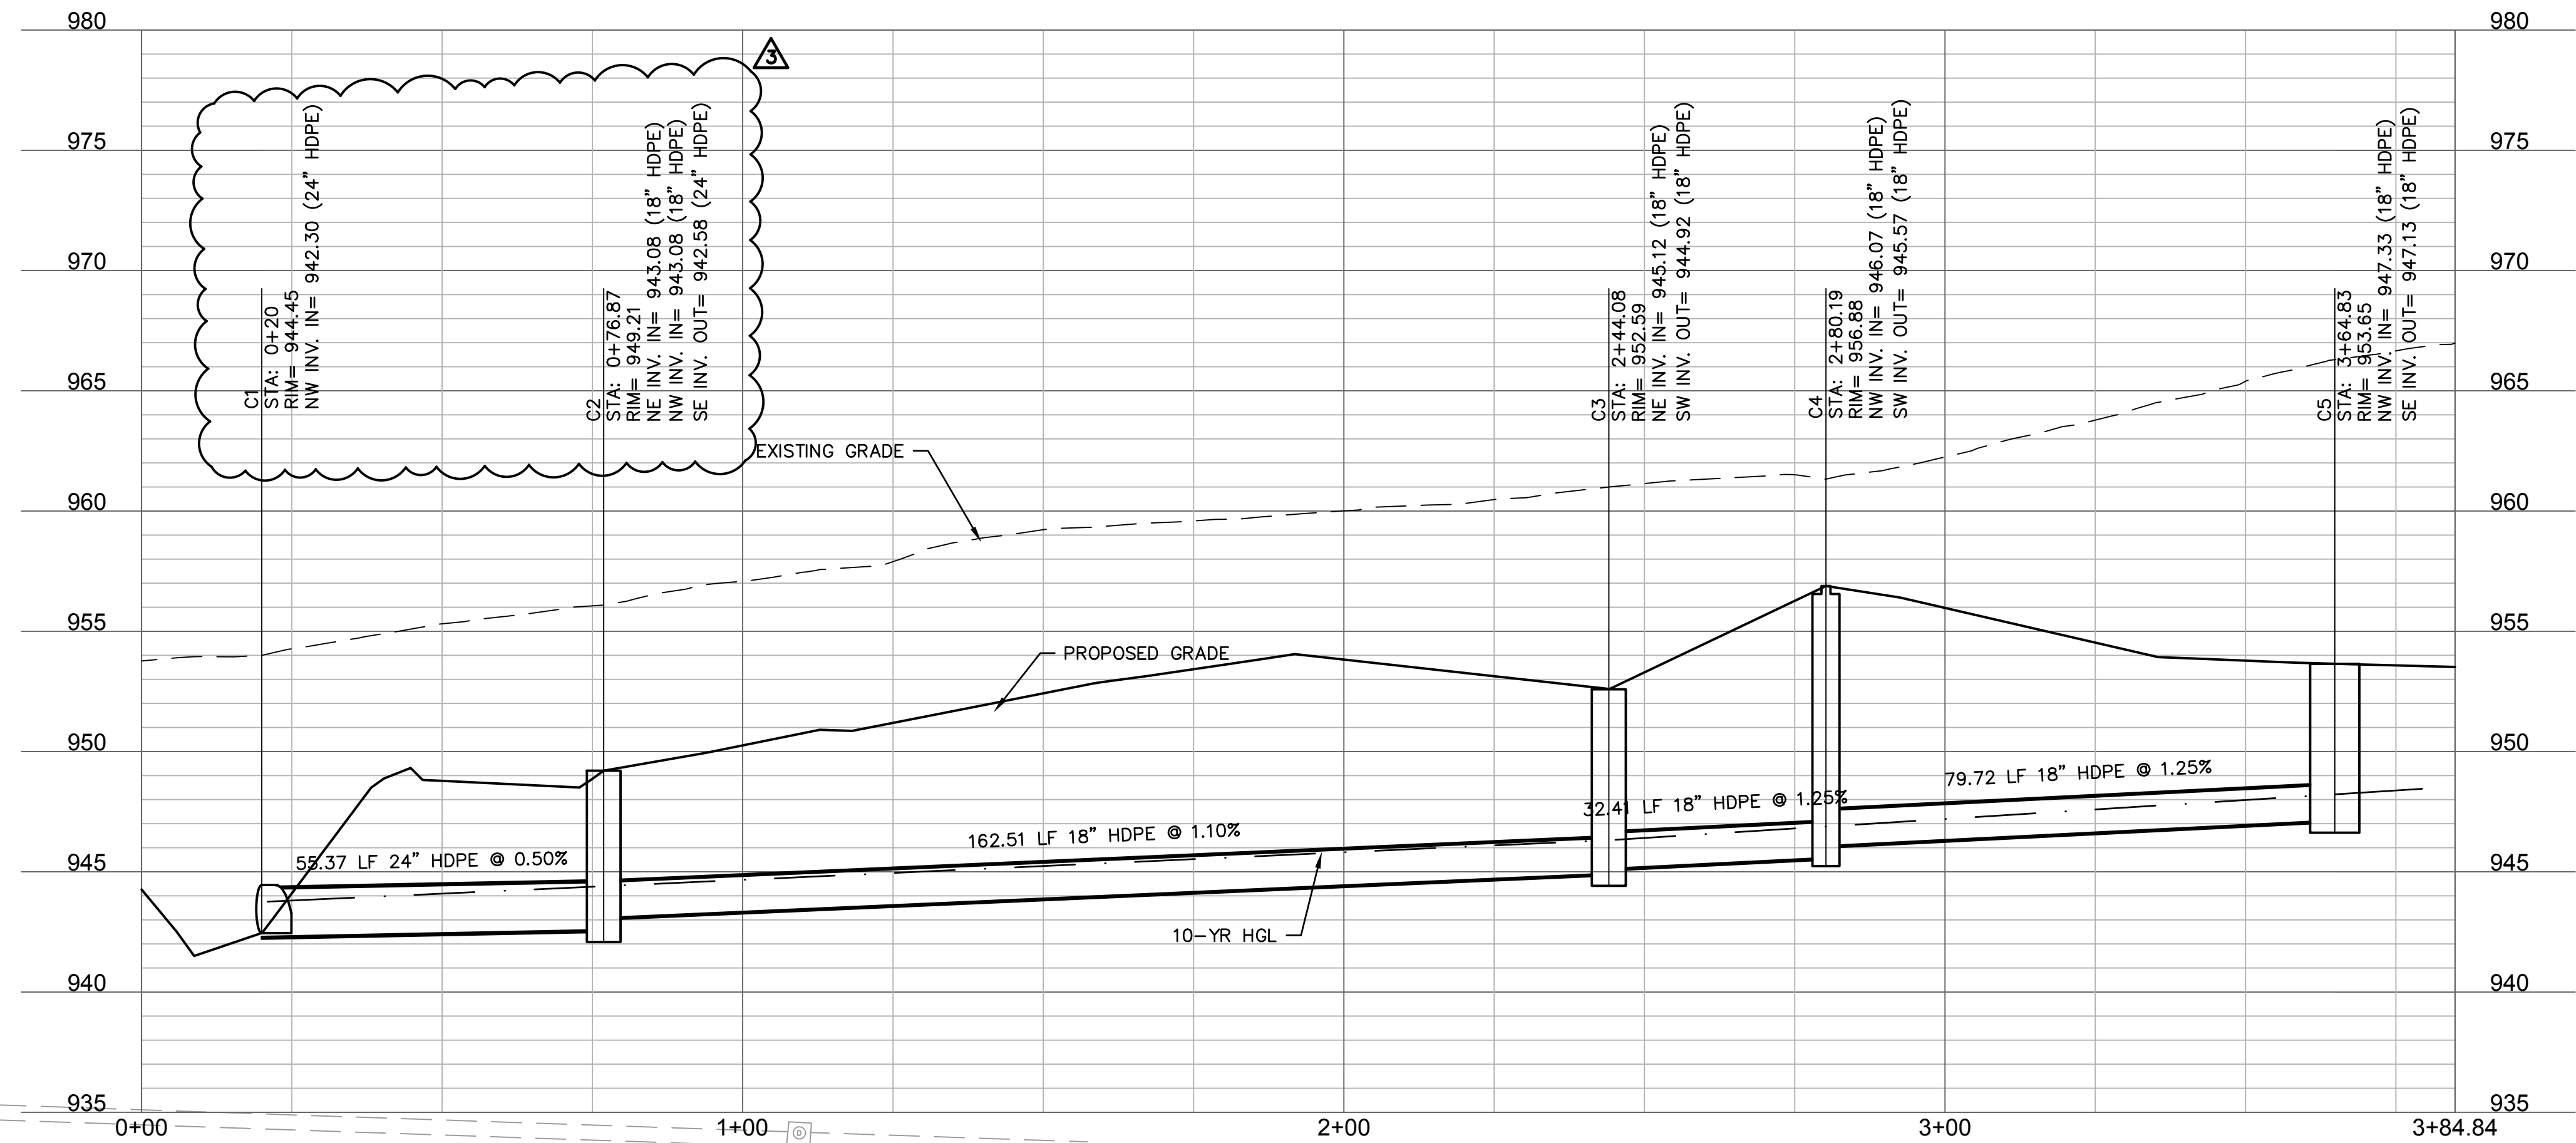 980
980
3
975
975
970
970
965
965
960
960
955
955
950
950
945
945
940
940
935
935
C1
STA: 0+20
RIM= 944.45
NW INV. IN= 942.30 (24" HDPE)
C2
STA: 0+76.87
RIM= 949.21
NE INV. IN= 943.08 (18" HDPE)
NW INV. IN= 943.08 (18" HDPE)
SE INV. OUT= 942.58 (24" HDPE)
C3
STA: 2+44.08
RIM= 952.59
NE INV. IN= 945.12 (18" HDPE)
SW INV. OUT= 944.92 (18" HDPE)
C4
STA: 2+80.19
RIM= 956.88
NW INV. IN= 946.07 (18" HDPE)
SW INV. OUT= 945.57 (18" HDPE)
C5
STA: 3+64.83
RIM= 953.65
NW INV. IN= 947.33 (18" HDPE)
SE INV. OUT= 947.13 (18" HDPE)
EXISTING GRADE
PROPOSED GRADE
55.37 LF 24" HDPE @ 0.50%
162.51 LF 18" HDPE @ 1.10%
32.41 LF 18" HDPE @ 1.25%
79.72 LF 18" HDPE @ 1.25%
10-YR HGL
0+00
1+00
2+00
3+00
3+84.84
D